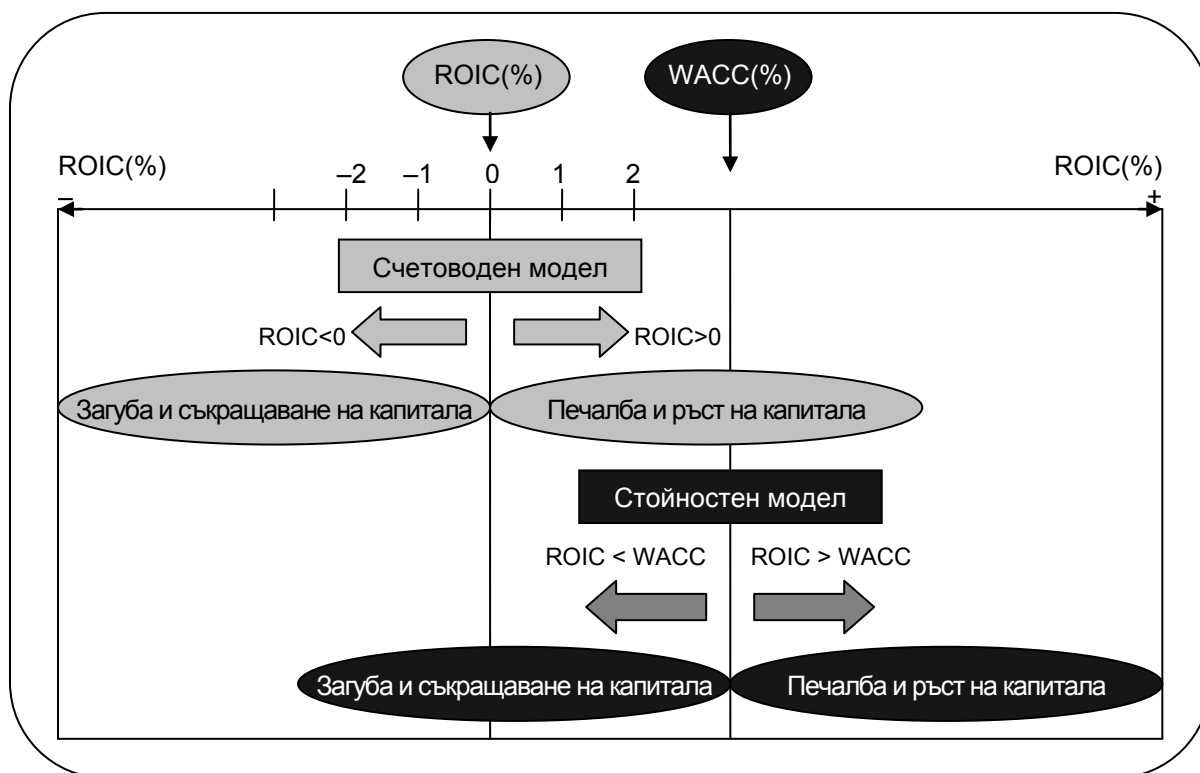 ROIC(%) WACC(%)
ROIC(%) ROIC(%)
–2 –1 0 1 2
– +
Счетоводен модел
ROIC<0 ROIC>0
Загуба и съкращаване на капитала Печалба и ръст на капитала
Стойностен модел
ROIC < WACC ROIC > WACC
Загуба и съкращаване на капитала Печалба и ръст на капитала